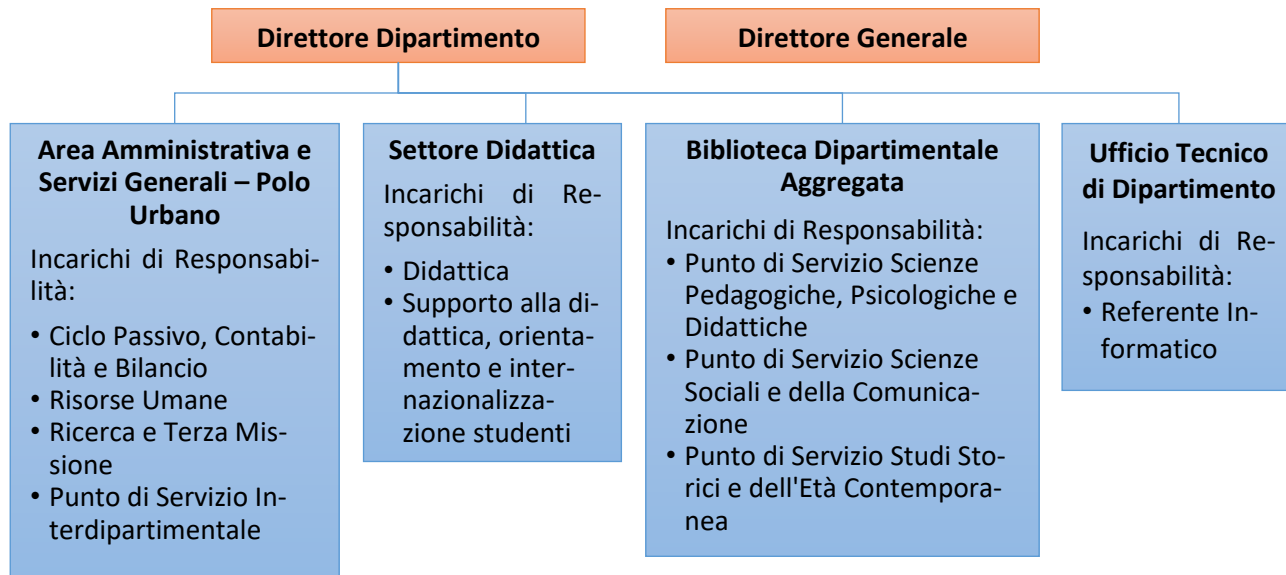 Direttore Dipartimento
Direttore Generale
Area Amministrativa e
Servizi Generali – Polo
Urbano
Incarichi di Responsabi-
lità:
• Ciclo Passivo, Contabi-
lità e Bilancio
• Risorse Umane
• Ricerca e Terza Mis-
sione
• Punto di Servizio In-
terdipartimentale
Settore Didattica
Incarichi di Re-
sponsabilità:
• Didattica
• Supporto alla di-
dattica, orienta-
mento e inter-
nazionalizza-
zione studenti
Biblioteca Dipartimentale
Aggregata
Incarichi di Responsabilità:
• Punto di Servizio Scienze
Pedagogiche, Psicologiche e
Didattiche
• Punto di Servizio Scienze
Sociali e della Comunica-
zione
• Punto di Servizio Studi Sto-
rici e dell'Età Contempora-
nea
Ufficio Tecnico
di Dipartimento
Incarichi di Re-
sponsabilità:
• Referente In-
formatico